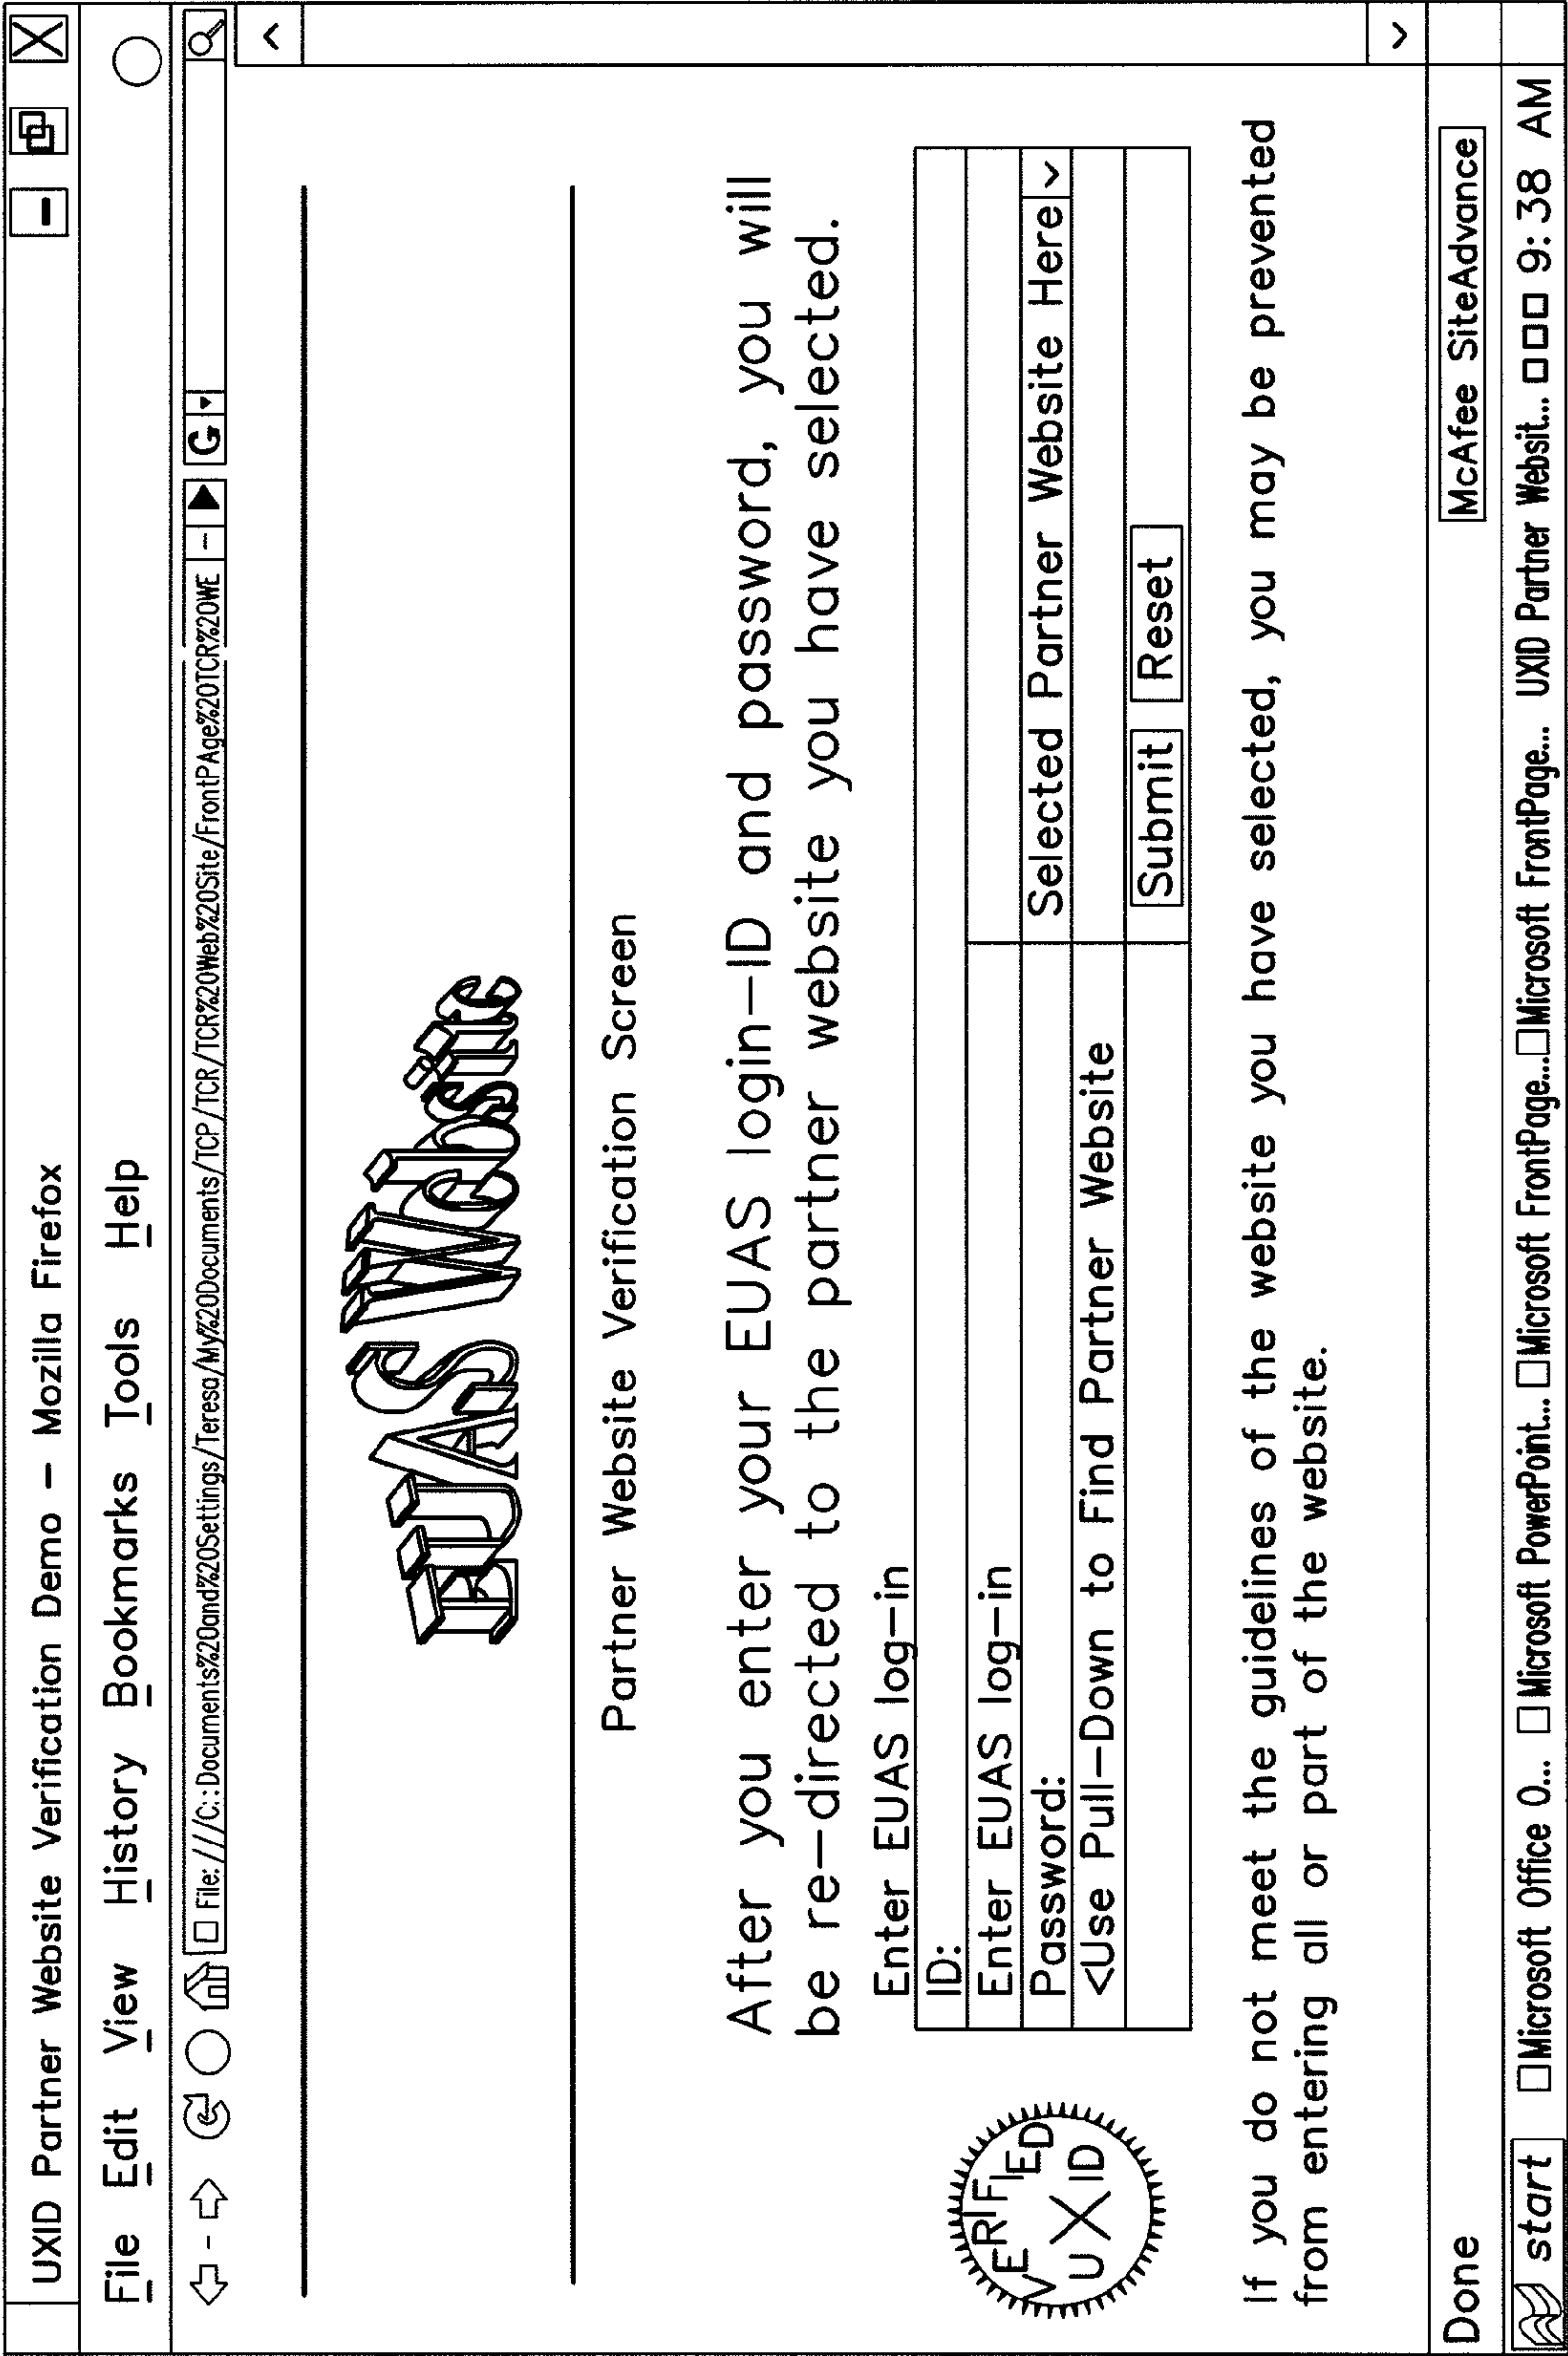 UXID Partner Website Verification Demo – Mozilla Firefox
File Edit View History Bookmarks Tools Help
File:///C::Documents%20and%20Settings/Teresa/My%20Documents/TCP/TCR/TCR%20Web%20Site/FrontPAge%20TCR%20WE
G
EUAS Website
Partner Website Verification Screen
After you enter your EUAS login–ID and password, you will
be re–directed to the partner website you have selected.
Enter EUAS log–in
ID:
Enter EUAS log–in
Password:
Selected Partner Website Here
<Use Pull–Down to Find Partner Website
Submit Reset
VERIFIED
UXID
If you do not meet the guidelines of the website you have selected, you may be prevented
from entering all or part of the website.
McAfee SiteAdvance
Done
start Microsoft Office O... Microsoft PowerPoint... Microsoft FrontPage... Microsoft FrontPage... UXID Partner Websit... 9: 38 AM